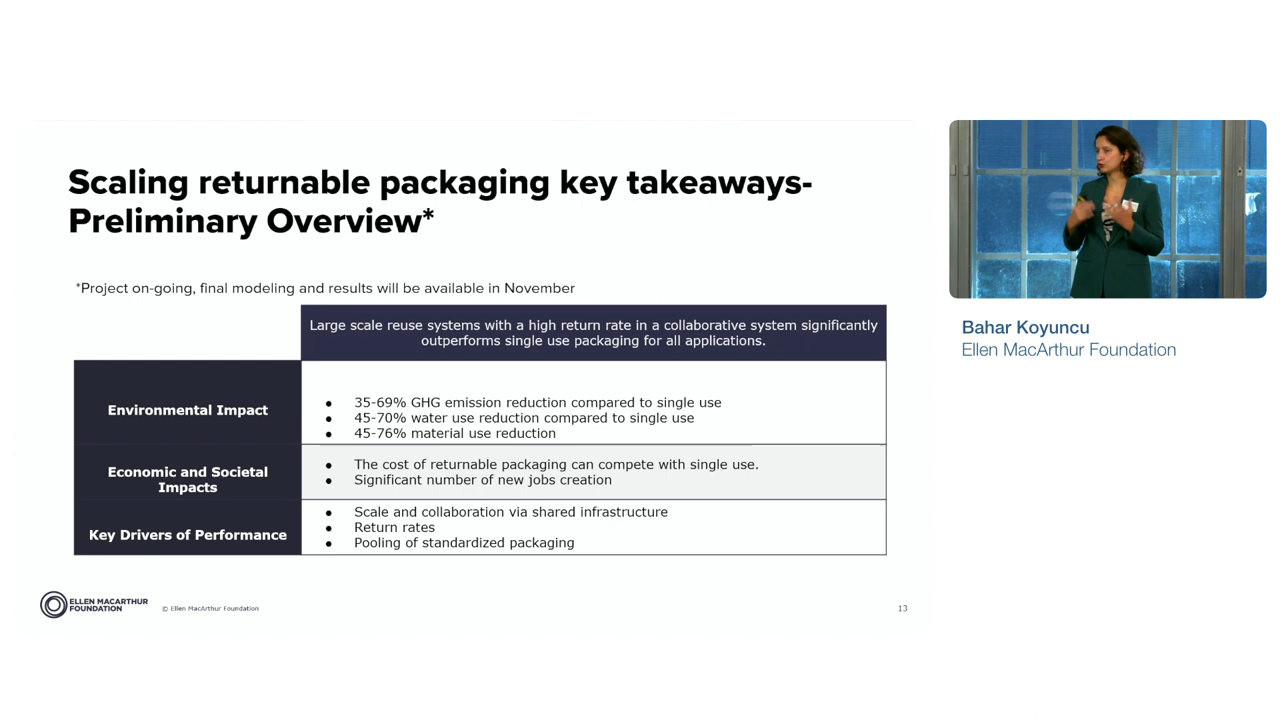 Scaling returnable packaging key takeaways-
Preliminary Overview*
*Project on-going, final modeling and results will be available in November
Large scale reuse systems with a high return rate in a collaborative system significantly
outperforms single use packaging for all applications.
Environmental Impact
● 35-69% GHG emission reduction compared to single use
● 45-70% water use reduction compared to single use
● 45-76% material use reduction
Economic and Societal
Impacts
● The cost of returnable packaging can compete with single use.
● Significant number of new jobs creation
Key Drivers of Performance
● Scale and collaboration via shared infrastructure
● Return rates
● Pooling of standardized packaging
ELLEN MACARTHUR
FOUNDATION
© Ellen MacArthur Foundation
13
Bahar Koyuncu
Ellen MacArthur Foundation